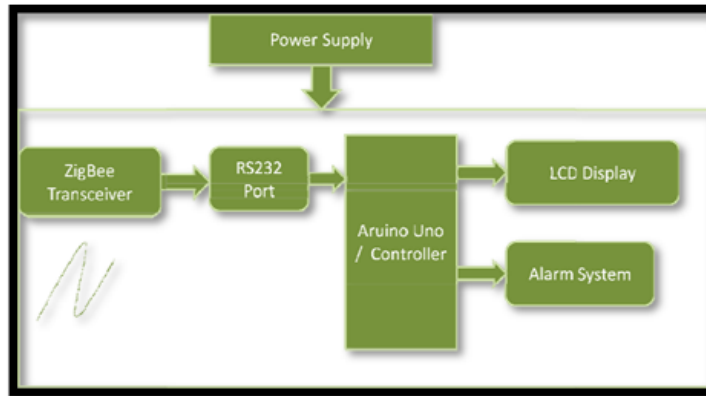 Power Supply
ZigBee
Transceiver
RS232
Port
Aruino Uno
/ Controller
LCD Display
Alarm System